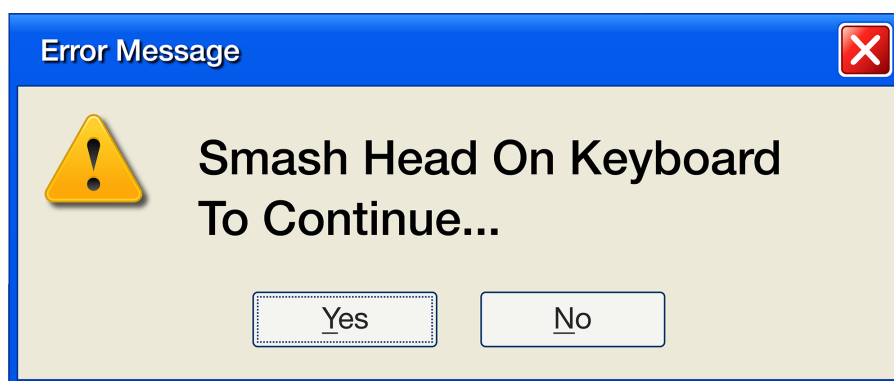 Error Message
Smash Head On Keyboard
To Continue...
Yes
No